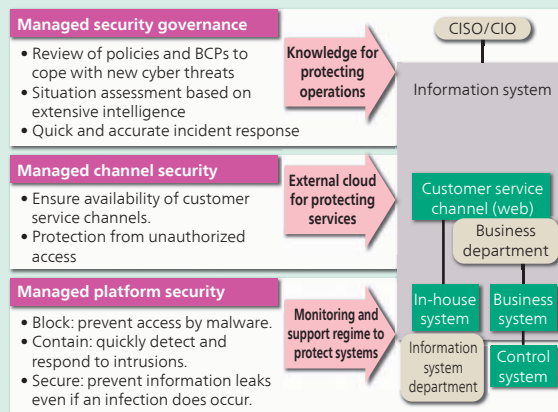 Managed security governance
• Review of policies and BCPs to
cope with new cyber threats
• Situation assessment based on
extensive intelligence
• Quick and accurate incident response
Knowledge for
protecting
operations
CISO/CIO
Information system
Managed channel security
• Ensure availability of customer
service channels.
• Protection from unauthorized
access
External cloud
for protecting
services
Customer service
channel (web)
Business
department
Managed platform security
• Block: prevent access by malware.
• Contain: quickly detect and
respond to intrusions.
• Secure: prevent information leaks
even if an infection does occur.
Monitoring and
support regime to
protect systems
In-house
system
Business
system
Information
system
department
Control
system